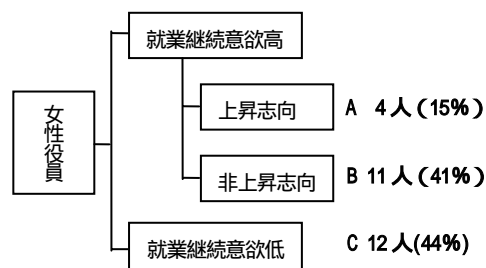 就業継続意欲高
上昇志向 A 4人(15%)
女性役員
非上昇志向 B 11人(41%)
就業継続意欲低 C 12人(44%)